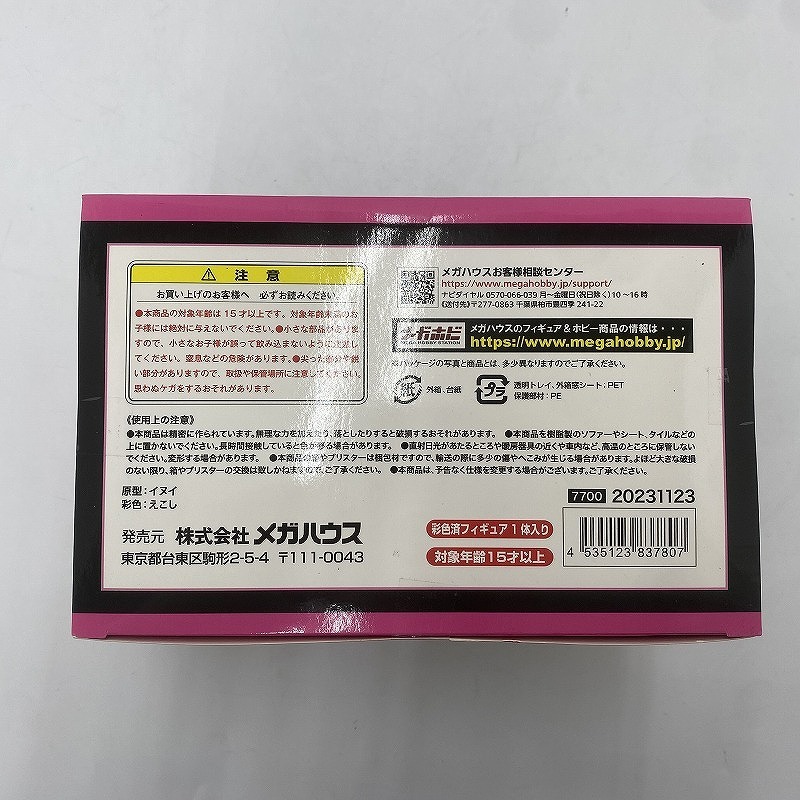 注意
お買い上げのお客様へ 必ずお読みください。
●本商品の対象年齢は15才以上です。対象年齢未満のお
子様には絶対に与えないでください。●小さな部品がありま
すので、小さなお子様が誤って飲み込まないように注意し
てください。窒息などの危険があります。●尖った部分や鋭
い部分がありますので、取扱や保管場所に注意してください。
思わぬケガをするおそれがあります。
メガハウスお客様相談センター
https://www.megahobby.jp/support/
ナビダイヤル 0570-066-039 月～金曜日(祝日除く)10～16時
《送付先》〒277-0863 千葉県柏市豊四季 241-22
メガホビ
MEGA HOBBY STATION
メガハウスのフィギュア&ホビー商品の情報は・・・
https://www.megahobby.jp/
※パッケージの写真と商品とは、多少異なりますのでご了承ください。
紙 外箱、台紙
プラ 透明トレイ、外箱窓シート:PET
保護部材:PE
《使用上の注意》
●本商品は精密に作られています。無理な力を加えたり、落としたりすると破損するおそれがあります。 ●本商品を樹脂製のソファーやシート、タイルなどの
上に置かないでください。長時間接触していると色が移る場合があります。 ●直射日光があたるところや暖房器具の近くや車内など、高温のところに保管しない
でください。変形する場合があります。 ●本商品の箱やブリスターは梱包材ですので、輸送の際に多少の傷やへこみが生じる場合があります。よほど大きな破損
のない限り、箱やブリスターの交換は致しかねますので、ご了承ください。 ●本商品は、予告なく仕様を変更する場合がございます。ご了承ください。
原型:イヌイ
彩色:えこし
発売元 株式会社 メガハウス
東京都台東区駒形2-5-4 〒111-0043
彩色済フィギュア1体入り
対象年齢15才以上
7700 20231123
4 535123 837807